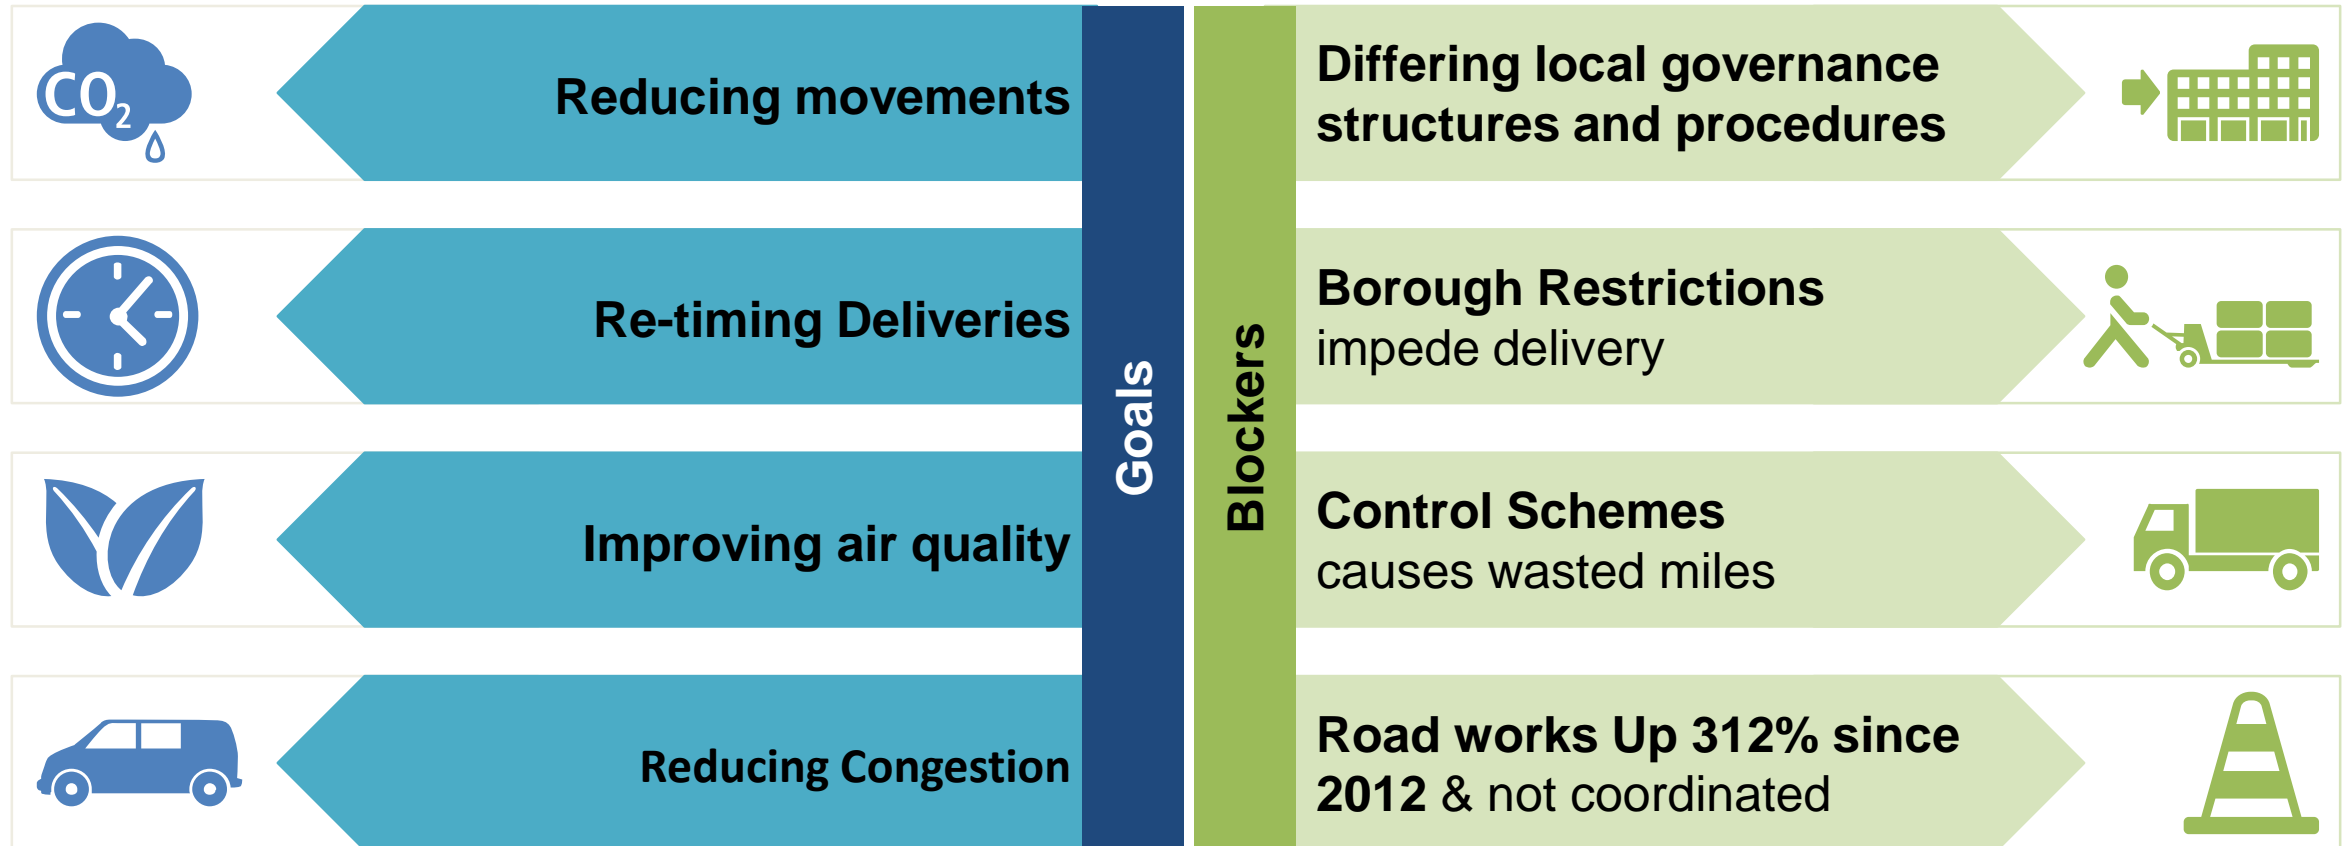 CO2
Reducing movements
Re-timing Deliveries
Improving air quality
Reducing Congestion
Goals
Blockers
Differing local governance
structures and procedures
Borough Restrictions
impede delivery
Control Schemes
causes wasted miles
Road works Up 312% since
2012 & not coordinated